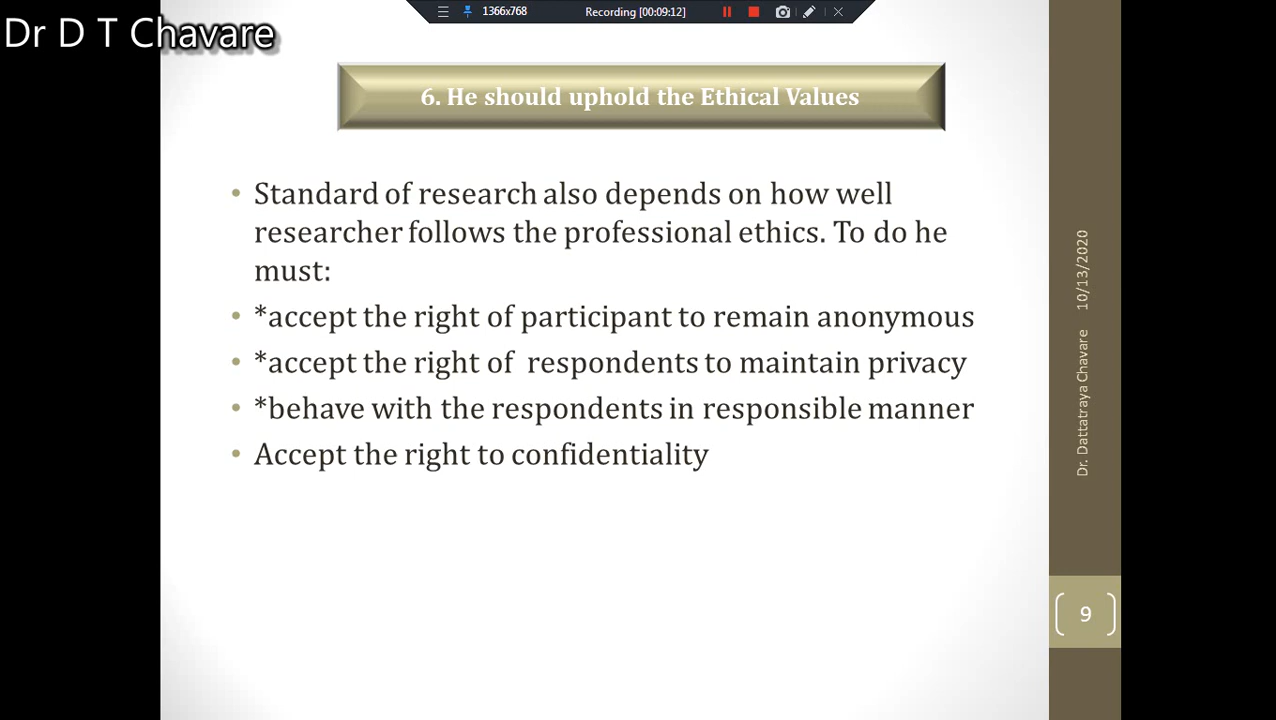 1366x768
Recording [00:09:12]
Dr D T Chavare
6. He should uphold the Ethical Values
• Standard of research also depends on how well
researcher follows the professional ethics. To do he
must:
• *accept the right of participant to remain anonymous
• *accept the right of  respondents to maintain privacy
• *behave with the respondents in responsible manner
• Accept the right to confidentiality
10/13/2020
Dr. Dattatraya Chavare
9